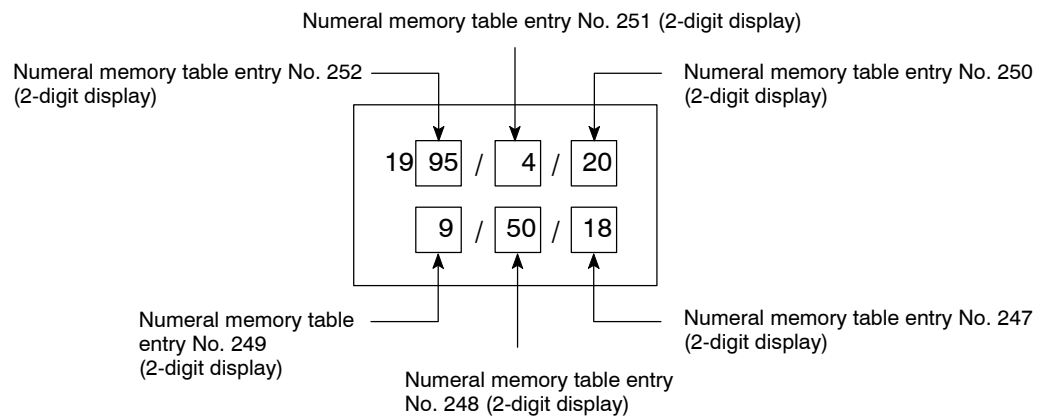 Numeral memory table entry No. 251 (2-digit display)
Numeral memory table entry No. 252
(2-digit display)
Numeral memory table entry No. 250
(2-digit display)
19 95 / 4 / 20
9 / 50 / 18
Numeral memory table
entry No. 249
(2-digit display)
Numeral memory table entry
No. 248 (2-digit display)
Numeral memory table entry No. 247
(2-digit display)